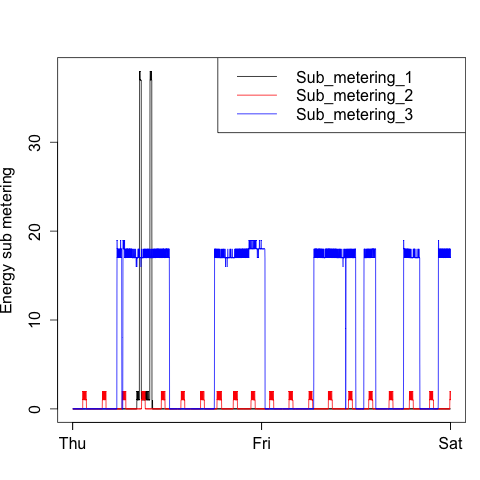 Sub_metering_1
Sub_metering_2
Sub_metering_3
Energy sub metering
30
20
10
0
Thu Fri Sat